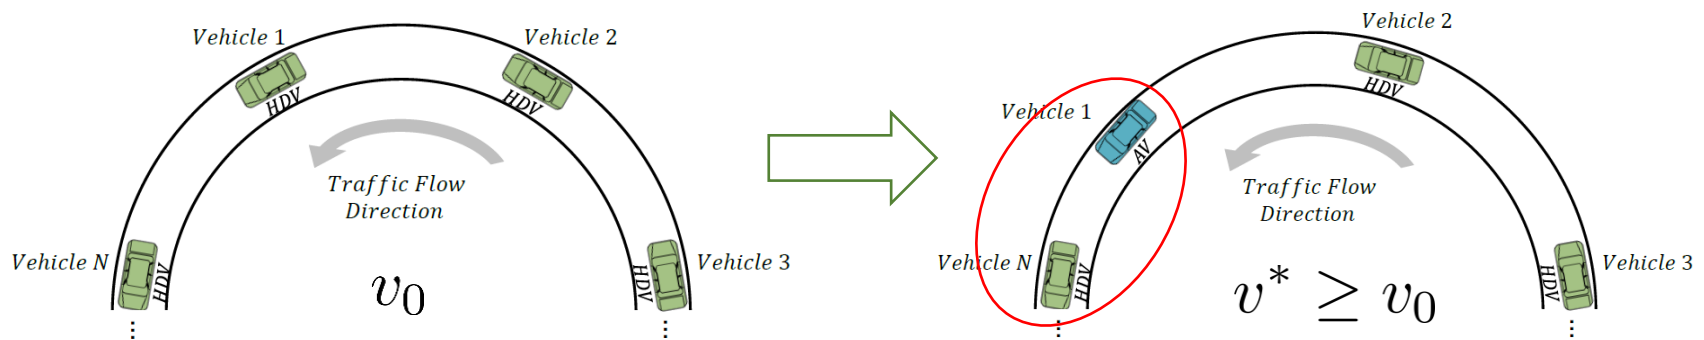 Vehicle 1
Vehicle 2
HDV
HDV
Traffic Flow
Direction
Vehicle N
HDV
HDV
Vehicle 3
v₀
⋮
⋮
Vehicle 2
HDV
Vehicle 1
AV
Traffic Flow
Direction
Vehicle N
HDV
HDV
Vehicle 3
v* ≥ v₀
⋮
⋮